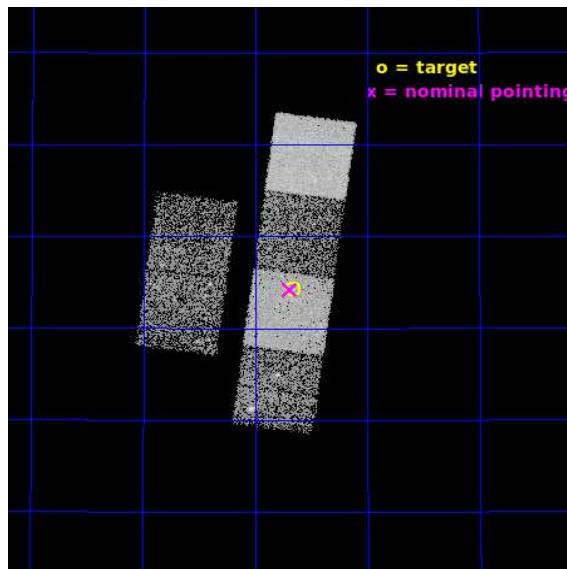 o = target
x = nominal pointing